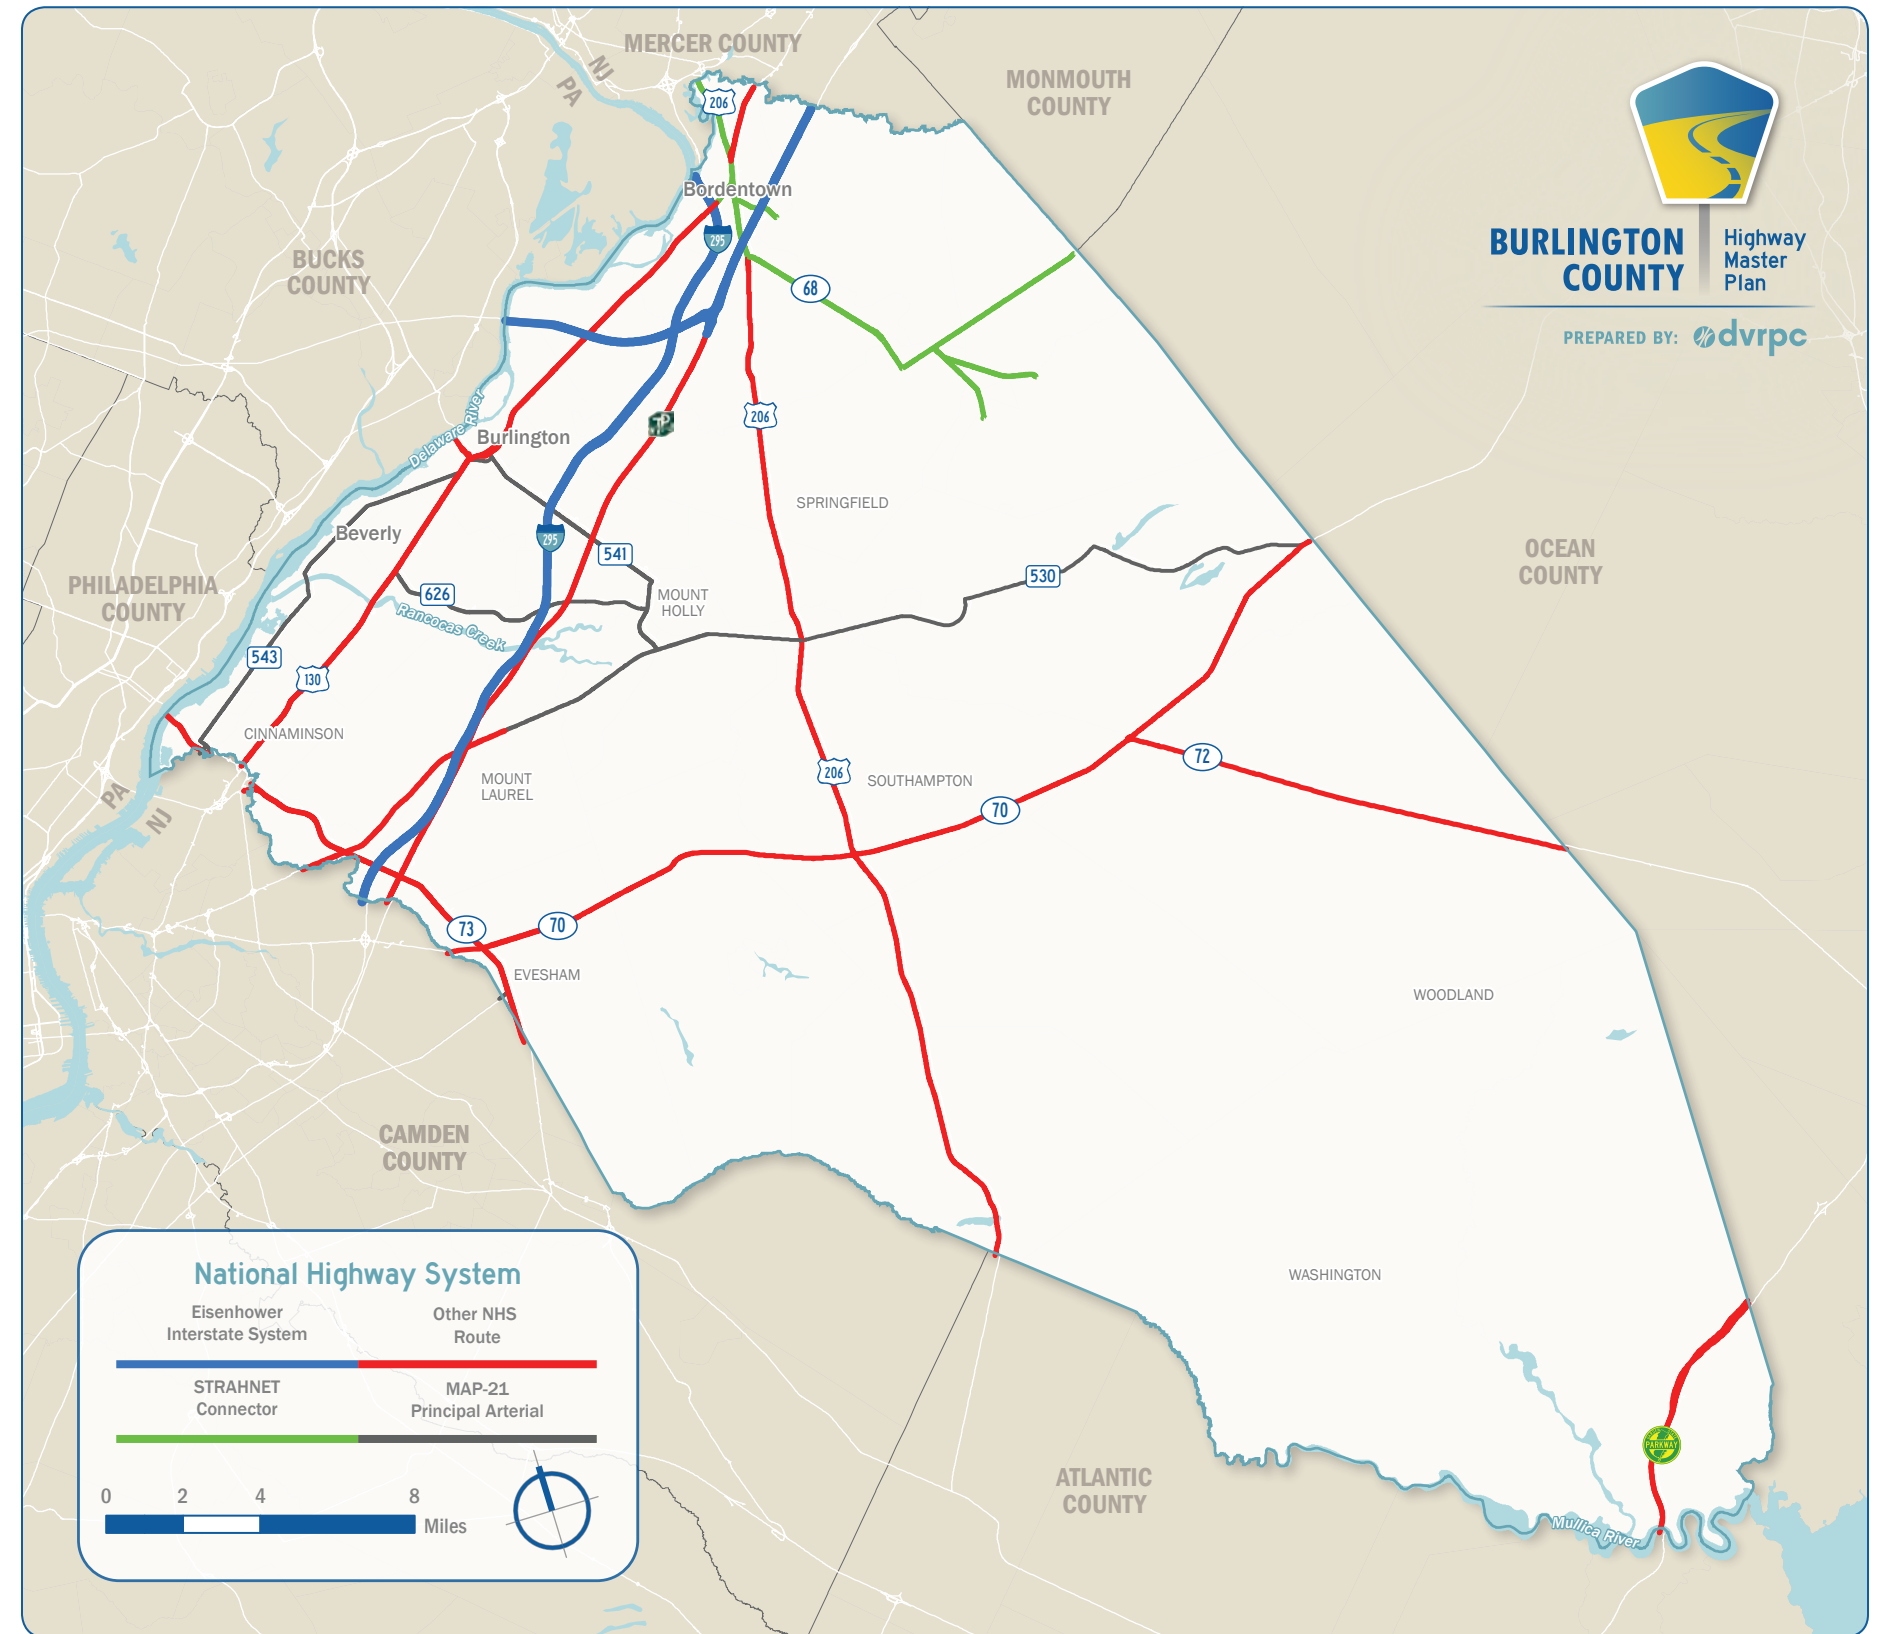 MERCER COUNTY
NJ
PA
MONMOUTH
COUNTY
206
Bordentown
295
BUCKS
COUNTY
68
BURLINGTON
COUNTY
Highway
Master
Plan
PREPARED BY: dvrpc
Delaware River
Burlington
TP
206
SPRINGFIELD
Beverly
295
541
530
OCEAN
COUNTY
PHILADELPHIA
COUNTY
626
MOUNT
HOLLY
Rancocas Creek
543
130
CINNAMINSON
MOUNT
LAUREL
206
SOUTHAMPTON
72
70
PA
NJ
73
70
EVESHAM
WOODLAND
CAMDEN
COUNTY
WASHINGTON
PARKWAY
ATLANTIC
COUNTY
Mullica River
National Highway System
Eisenhower
Interstate System
Other NHS
Route
STRAHNET
Connector
MAP-21
Principal Arterial
0 2 4 8
Miles